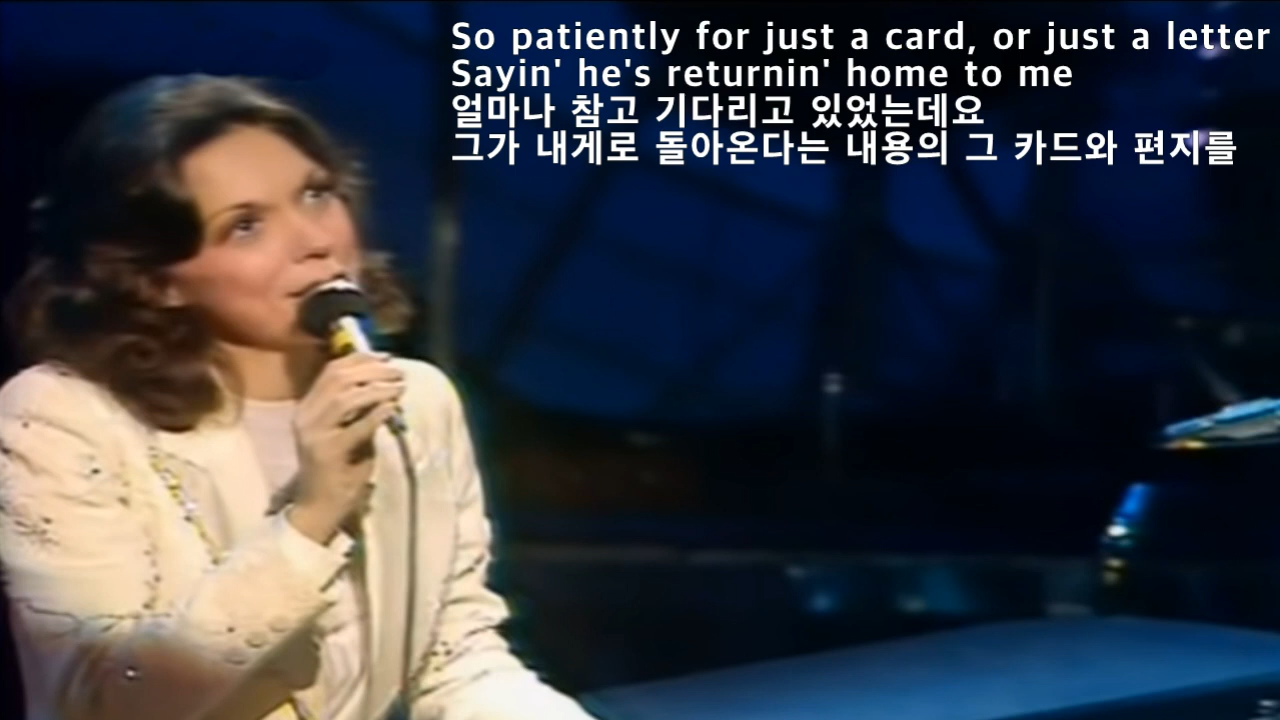 So patiently for just a card, or just a letter
Sayin' he's returnin' home to me
얼마나 참고 기다리고 있었는데요
그가 내게로 돌아온다는 내용의 그 카드와 편지를